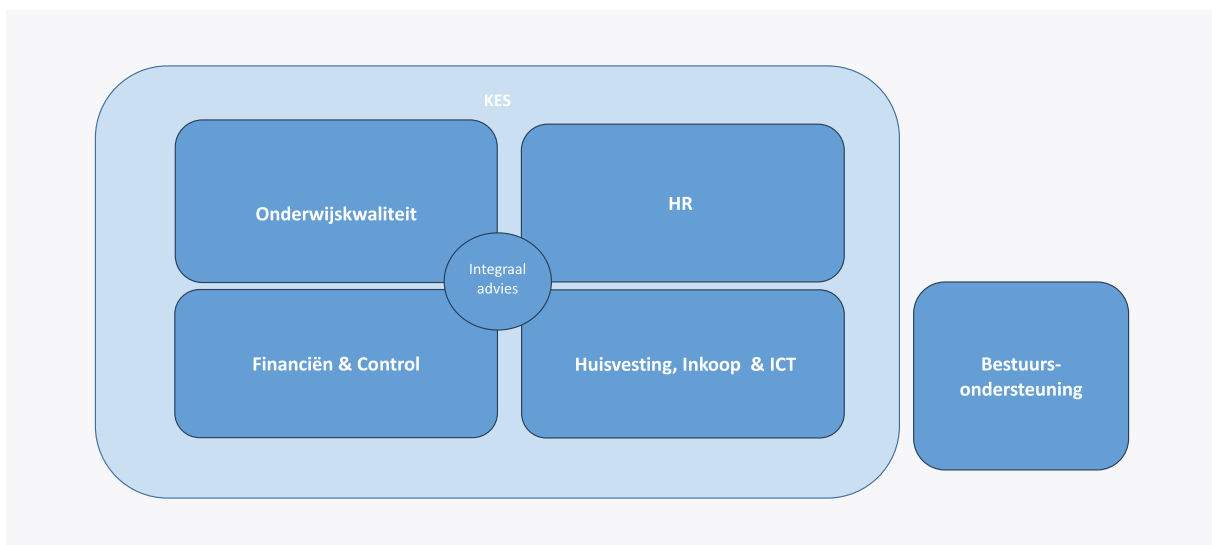 KES
Onderwijskwaliteit
HR
Integraal
advies
Financiën & Control
Huisvesting, Inkoop  & ICT
Bestuurs-
ondersteuning